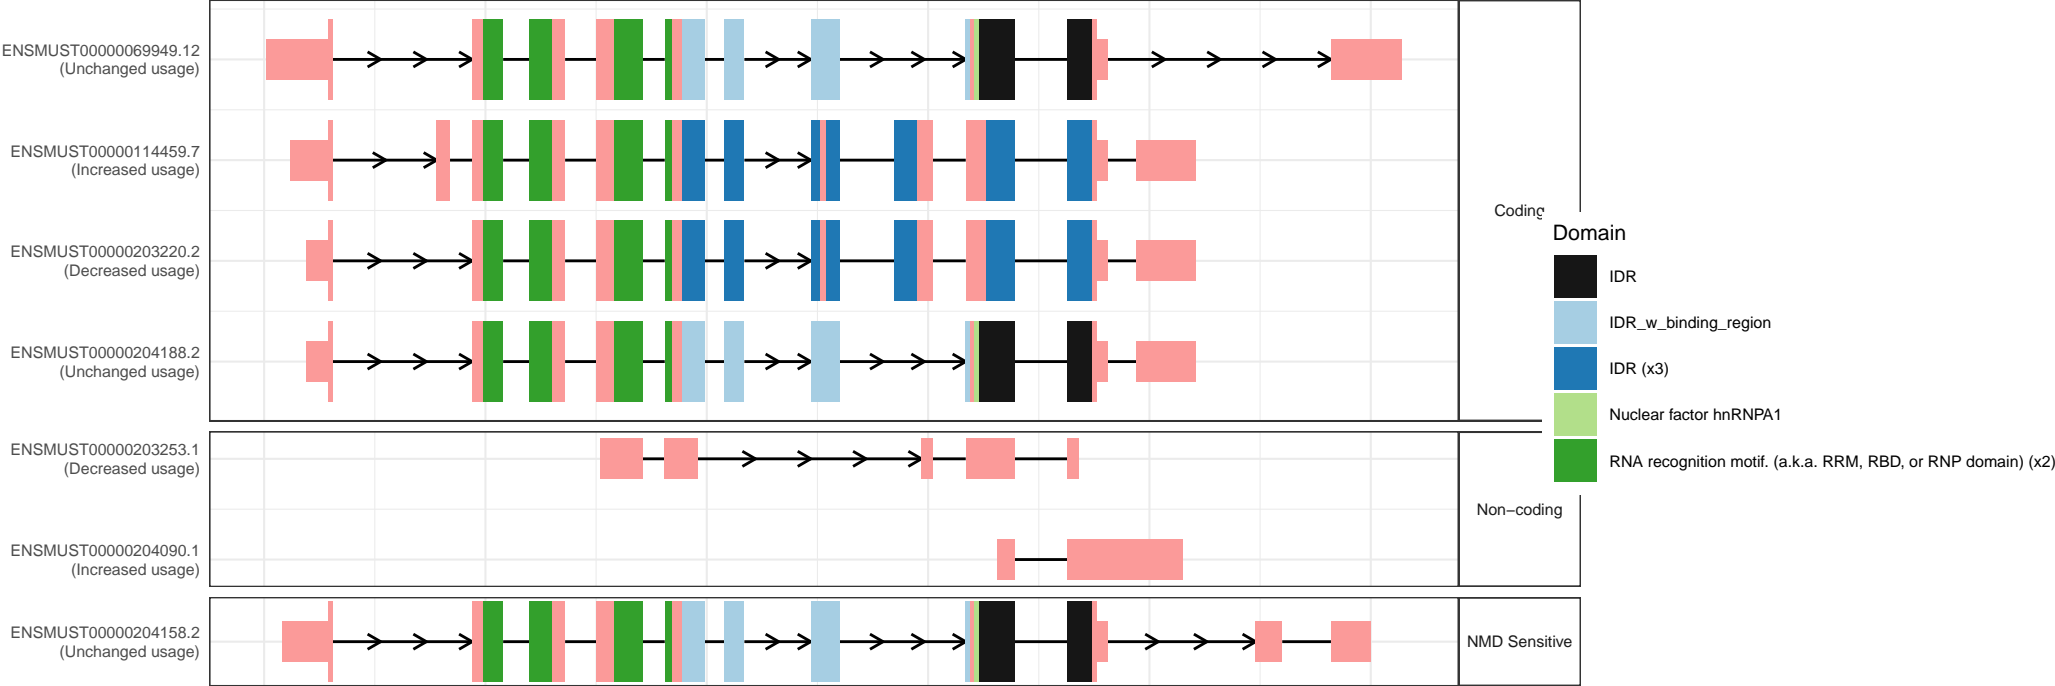 ENSMUST00000069949.12
(Unchanged usage)
ENSMUST00000114459.7
(Increased usage)
ENSMUST00000203220.2
(Decreased usage)
ENSMUST00000204188.2
(Unchanged usage)
Coding
ENSMUST00000203253.1
(Decreased usage)
ENSMUST00000204090.1
(Increased usage)
Non−coding
ENSMUST00000204158.2
(Unchanged usage)
NMD Sensitive
Domain
IDR
IDR_w_binding_region
IDR (x3)
Nuclear factor hnRNPA1
RNA recognition motif. (a.k.a. RRM, RBD, or RNP domain) (x2)